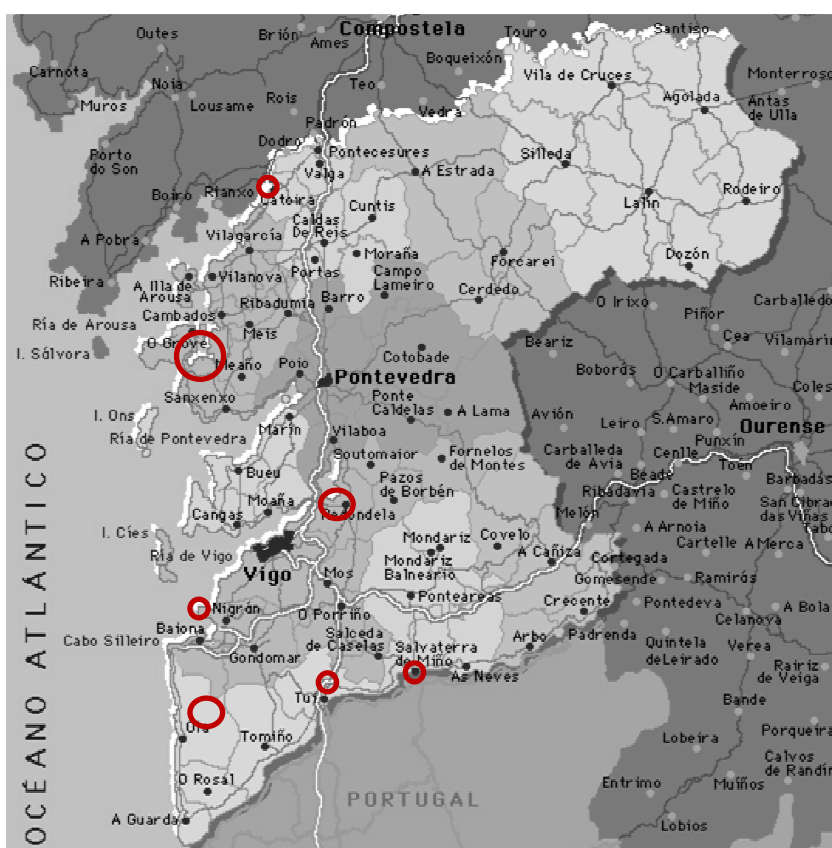 Outes
Brión
Ames
Compostela
Touro
Santiso
Boqueixón
Carnota
Noia
Teo
Vila de Cruces
Monterroso
Muros
Lousame
Rois
Vedra
Agolada
Antas
de Ulla
Padrón
Dodro
Pontecesures
Porto
do Son
Valga
A Estrada
Silleda
Boiro
Rianxo
Catoira
Cuntis
Lalín
Rodeiro
A Pobra
Vilagarcía
Caldas
De Reis
Moraña
Forcarei
Dozón
Ribeira
A Illa de
Arousa
Vilanova
Portas
Campo
Lameiro
Cerdedo
Ribadumia
Barro
O Irixo
Carballedo
Ría de Arousa
Cambados
Piñor
I. Sálvora
O Grove
Meis
Beariz
Cea
Vilamarín
Cotobade
Meaño
Poio
Pontevedra
Boborás
O Carballiño
Maside
Coles
Sanxenxo
Ponte
Caldelas
A Lama
Avión
Amoeiro
I. Ons
Ría de Pontevedra
Marín
Vilaboa
Leiro
S.Amaro
Punxín
Ourense
Soutomaior
Fornelos
de Montes
Carballeda
de Avia
Cenlle
Toén
Bueu
Pazos
de Borbén
Beade
Ribadavia
Barbadás
Moaña
Castrelo
de Miño
Cangas
Redondela
Melón
San Cibrao
das Viñas
I. Cíes
Mondariz
Covelo
A Arnoia
Ría de Vigo
Cartelle
A Merca
Mondariz
Balneario
A Cañiza
Cortegada
Vigo
Mos
Gomesende
Ramirás
Ponteareas
Nigrán
O Porriño
Crecente
Pontedeva
A Bola
Baiona
Celanova
Cabo Silleiro
Salceda
de Caselas
Salvaterra
de Miño
Arbo
Padrenda
Quintela
deLeirado
Verea
Gondomar
As Neves
Rairiz
de Veiga
Tui
Bande
Oia
Tomiño
Lobeira
Porqueira
O Rosal
Entrimo
Muíños
Calvos
de Randín
PORTUGAL
A Guarda
Lobios
OCÉANO ATLÁNTICO